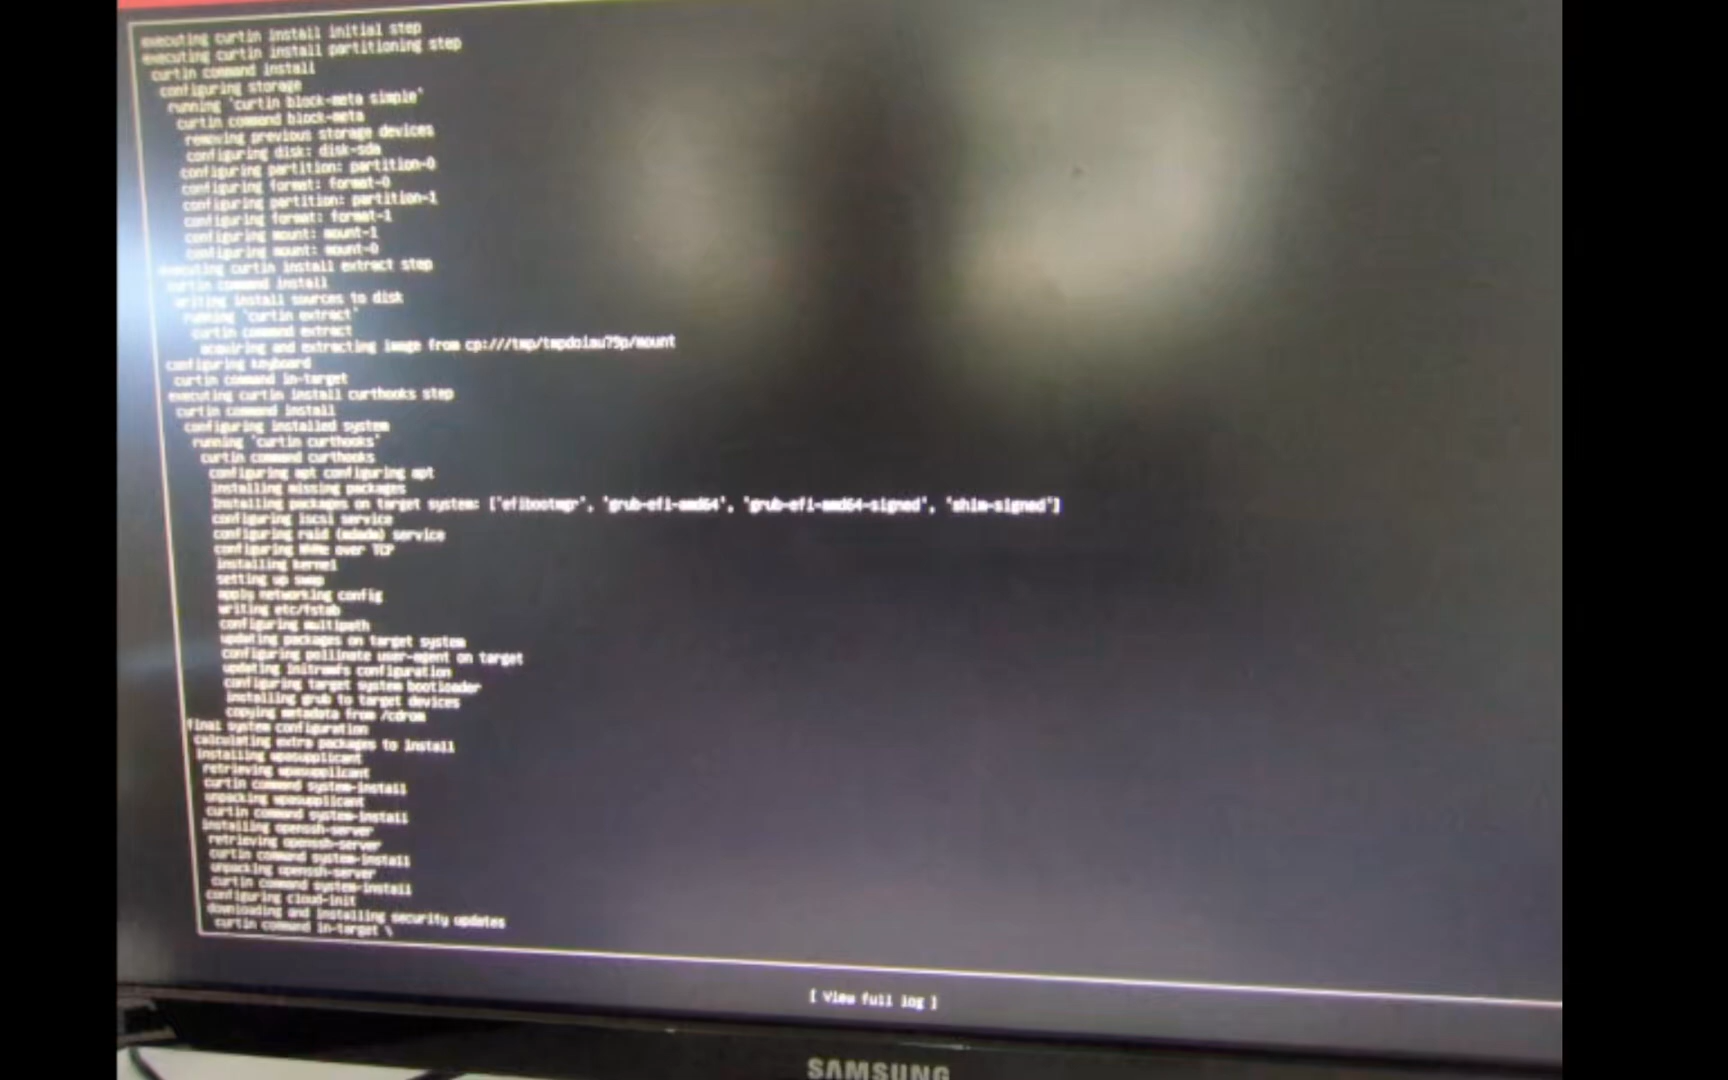 executing curtin install initial step
executing curtin install partitioning step
curtin command install
configuring storage
running 'curtin block-meta simple'
curtin command block-meta
removing previous storage devices
configuring disk: disk-sda
configuring partition: partition-0
configuring format: format-0
configuring partition: partition-1
configuring format: format-1
configuring mount: mount-1
configuring mount: mount-0
executing curtin install extract step
curtin command install
writing install sources to disk
running 'curtin extract'
curtin command extract
acquiring and extracting image from
configuring keyboard
curtin command in-target
executing curtin install curthooks step
curtin command install
configuring installed system
running 'curtin curthooks'
curtin command curthooks
configuring apt configuring apt
installing missing packages
Installing packages on target system: ['efibootmgr', 'grub-efi-amd64', 'grub-efi-amd64-signed', 'shim-signed']
configuring iscsi service
configuring raid (mdadm) service
configuring NVMe over TCP
installing kernel
setting up swap
apply networking config
writing etc/fstab
configuring multipath
updating packages on target system
configuring pollinate user-agent on target
updating initramfs configuration
configuring target system bootloader
installing grub to target devices
copying metadata from /cdrom
final system configuration
calculating extra packages to install
installing wpasupplicant
retrieving wpasupplicant
curtin command system-install
unpacking wpasupplicant
curtin command system-install
installing openssh-server
retrieving openssh-server
curtin command system-install
unpacking openssh-server
curtin command system-install
configuring cloud-init
downloading and installing security updates
curtin command in-target \
[ View full log ]
SAMSUNG